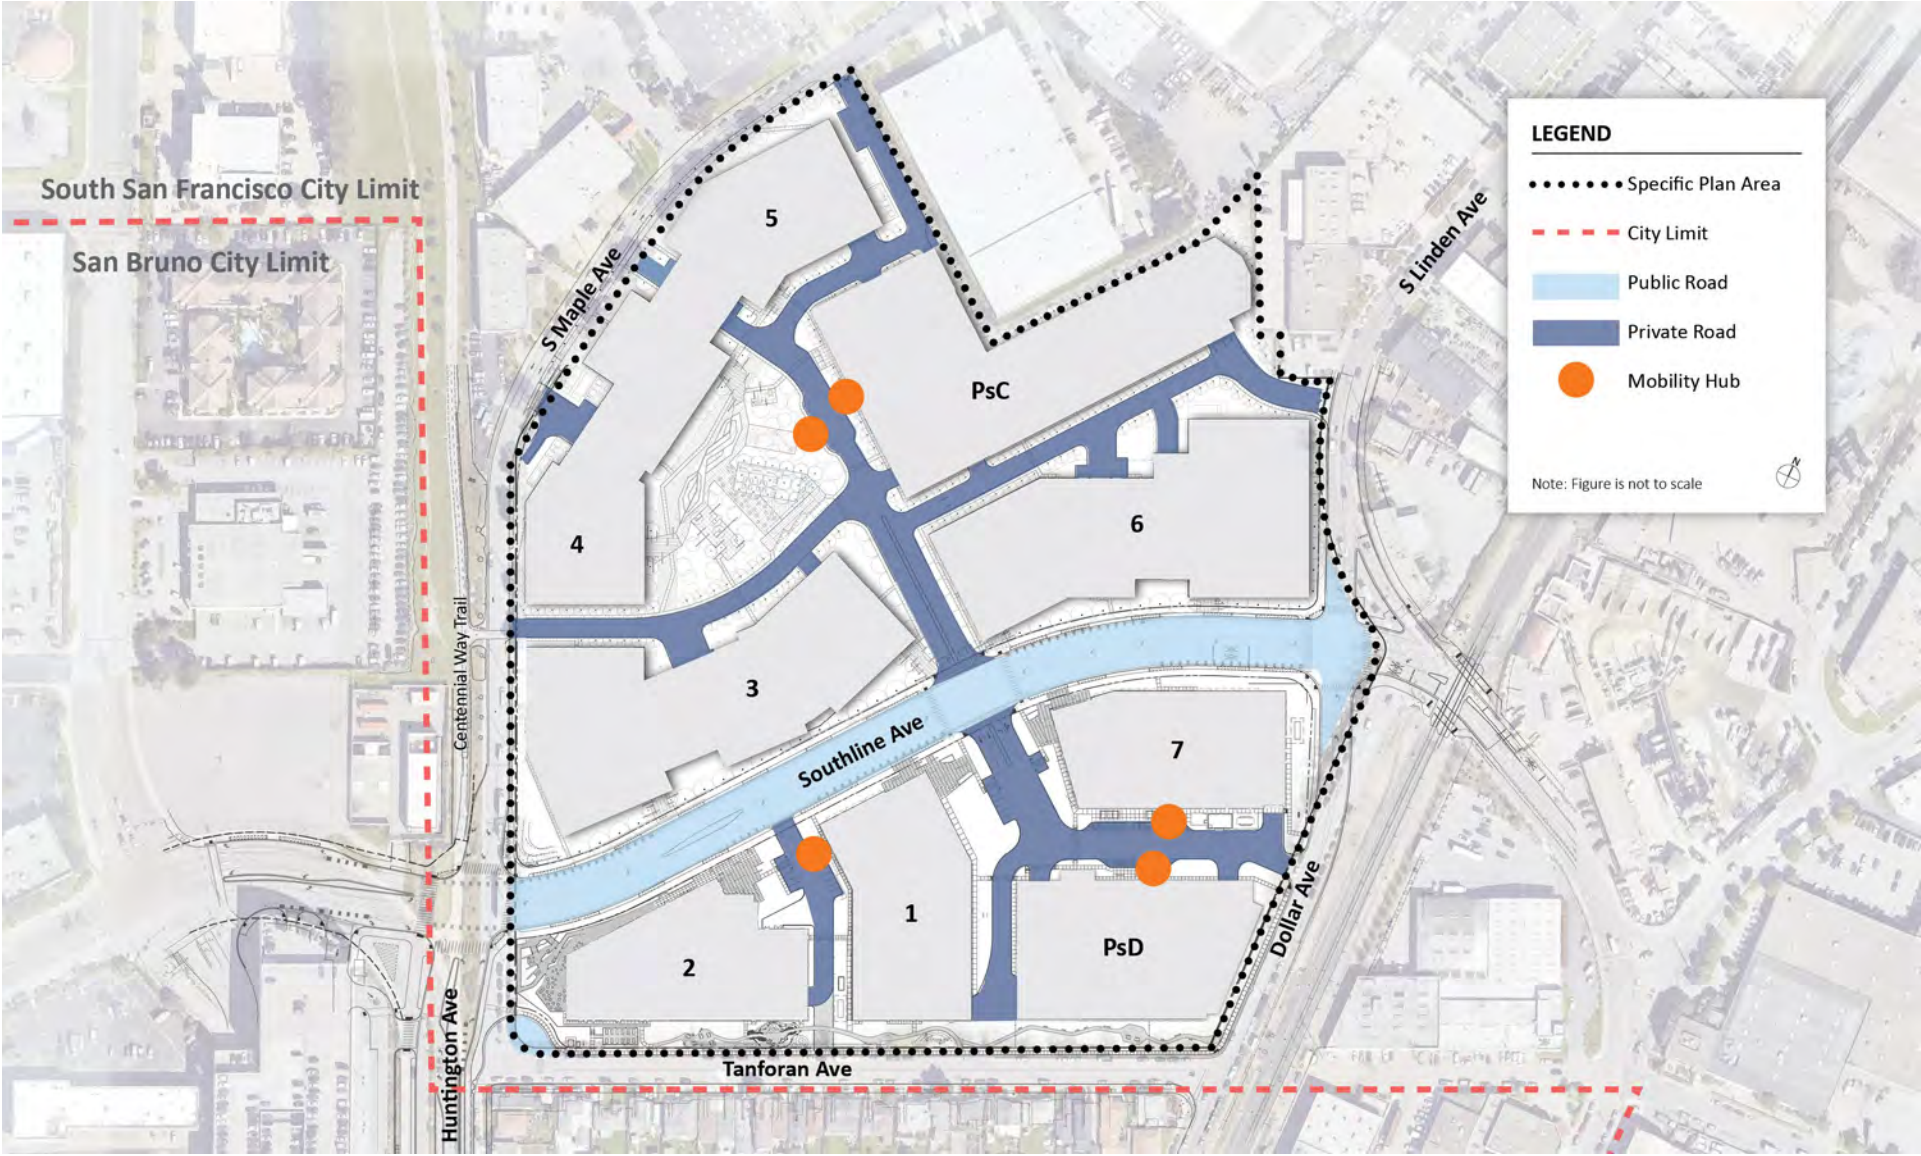 South San Francisco City Limit
San Bruno City Limit
S Maple Ave
S Linden Ave
5
PsC
4
6
3
Centennial Way Trail
Southline Ave
7
1
2
PsD
Dollar Ave
Huntington Ave
Tanforan Ave
LEGEND
Specific Plan Area
City Limit
Public Road
Private Road
Mobility Hub
Note: Figure is not to scale
N